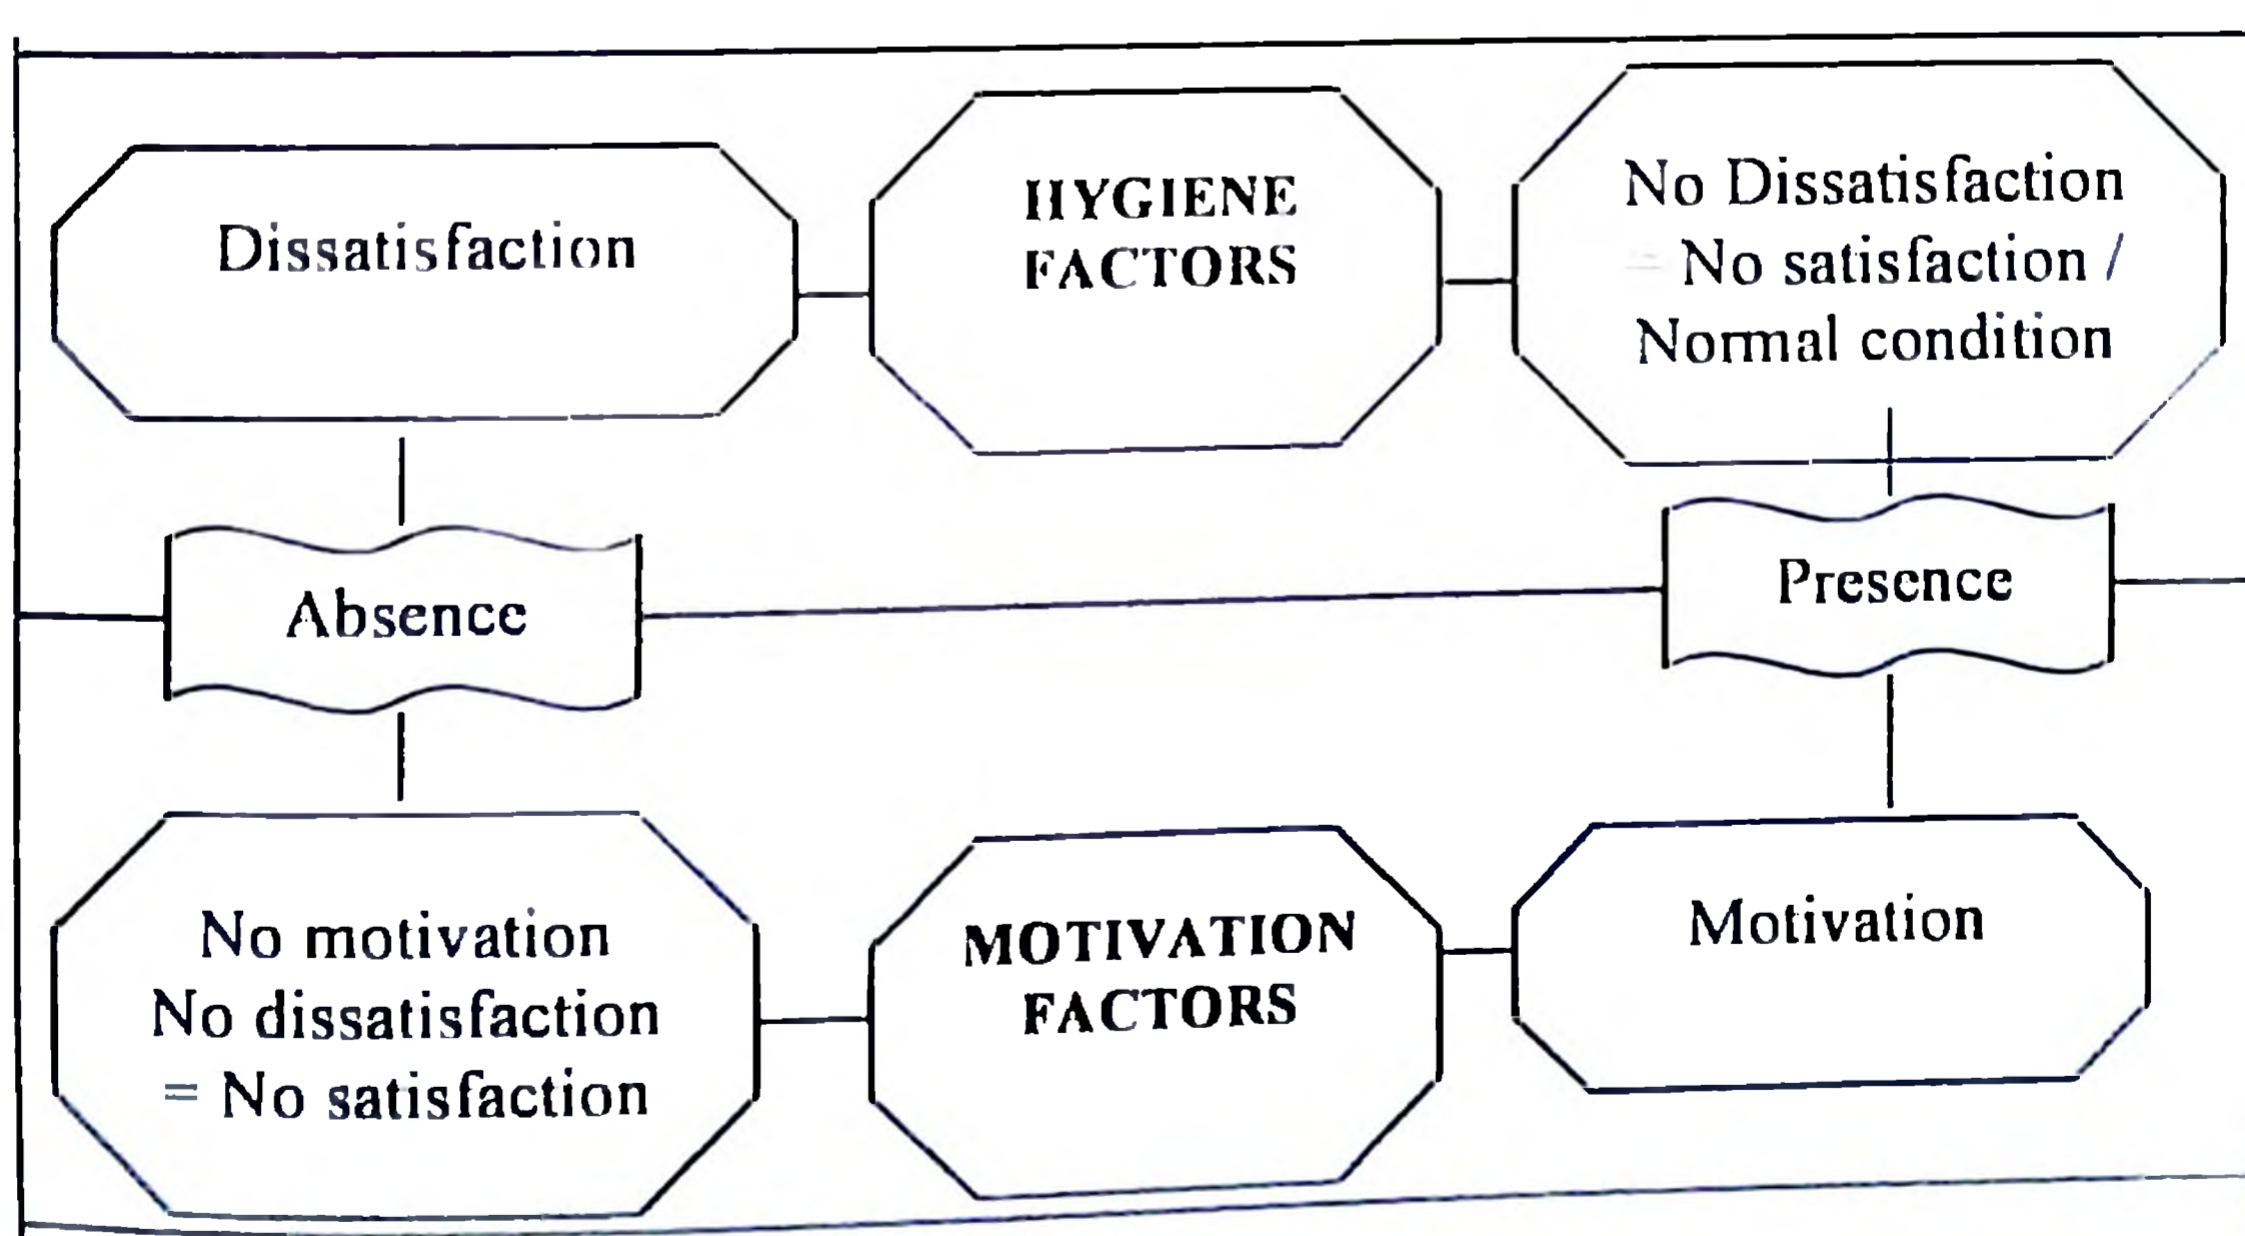 Dissatisfaction
HYGIENE
FACTORS
No Dissatisfaction
= No satisfaction /
Normal condition
Absence
Presence
No motivation
No dissatisfaction
= No satisfaction
MOTIVATION
FACTORS
Motivation